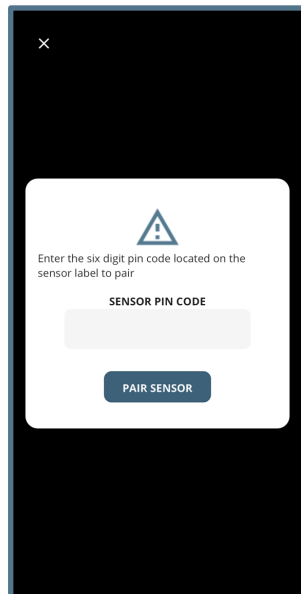 Enter the six digit pin code located on the
sensor label to pair
SENSOR PIN CODE
PAIR SENSOR